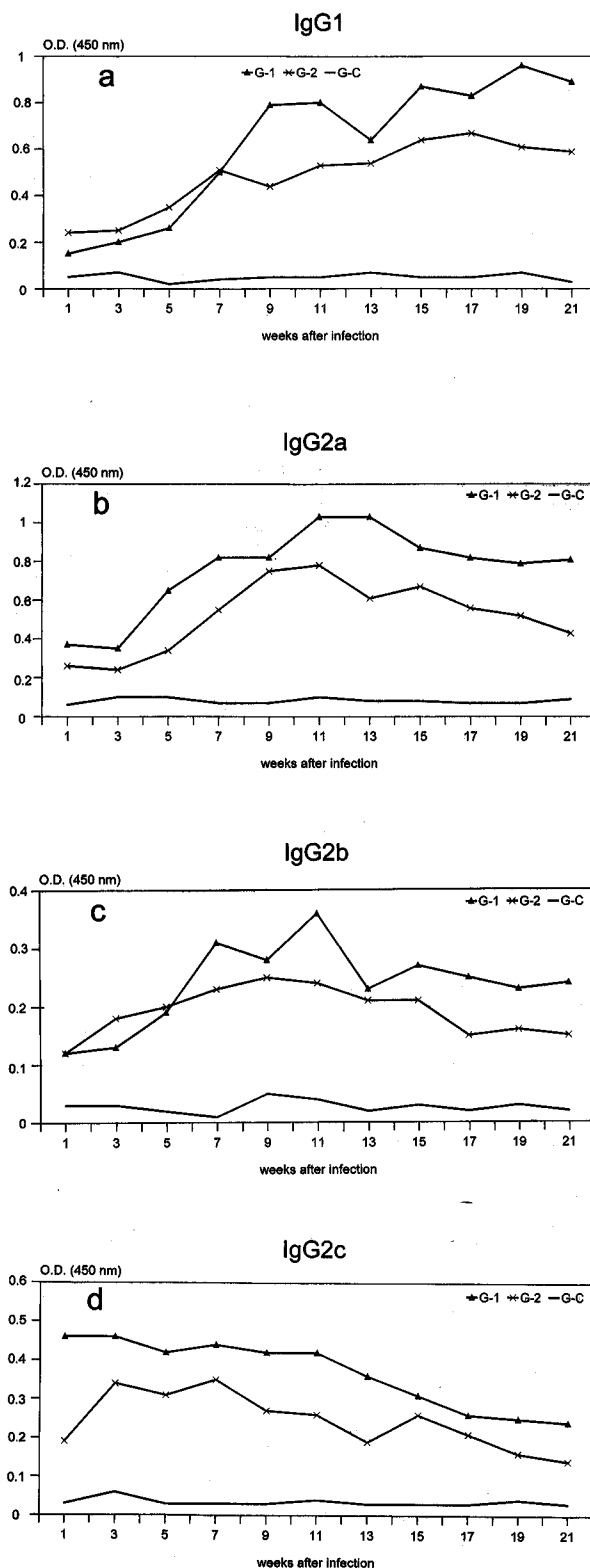 IgG1
O.D. (450 nm)
a
G-1 G-2 G-C
1
0.8
0.6
0.4
0.2
0
1 3 5 7 9 11 13 15 17 19 21
weeks after infection
IgG2a
O.D. (450 nm)
b
G-1 G-2 G-C
1.2
1
0.8
0.6
0.4
0.2
0
1 3 5 7 9 11 13 15 17 19 21
weeks after infection
IgG2b
O.D. (450 nm)
c
G-1 G-2 G-C
0.4
0.3
0.2
0.1
0
1 3 5 7 9 11 13 15 17 19 21
weeks after infection
IgG2c
O.D. (450 nm)
d
G-1 G-2 G-C
0.6
0.5
0.4
0.3
0.2
0.1
0
1 3 5 7 9 11 13 15 17 19 21
weeks after infection